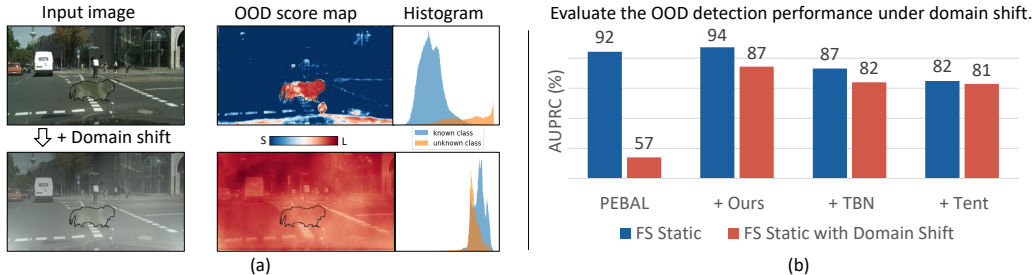 Input image
OOD score map
Histogram
+ Domain shift
S
L
known class
unknown class
(a)
Evaluate the OOD detection performance under domain shift.
AUPRC (%)
92
57
94
87
87
82
82
81
PEBAL
+ Ours
+ TBN
+ Tent
FS Static
FS Static with Domain Shift
(b)